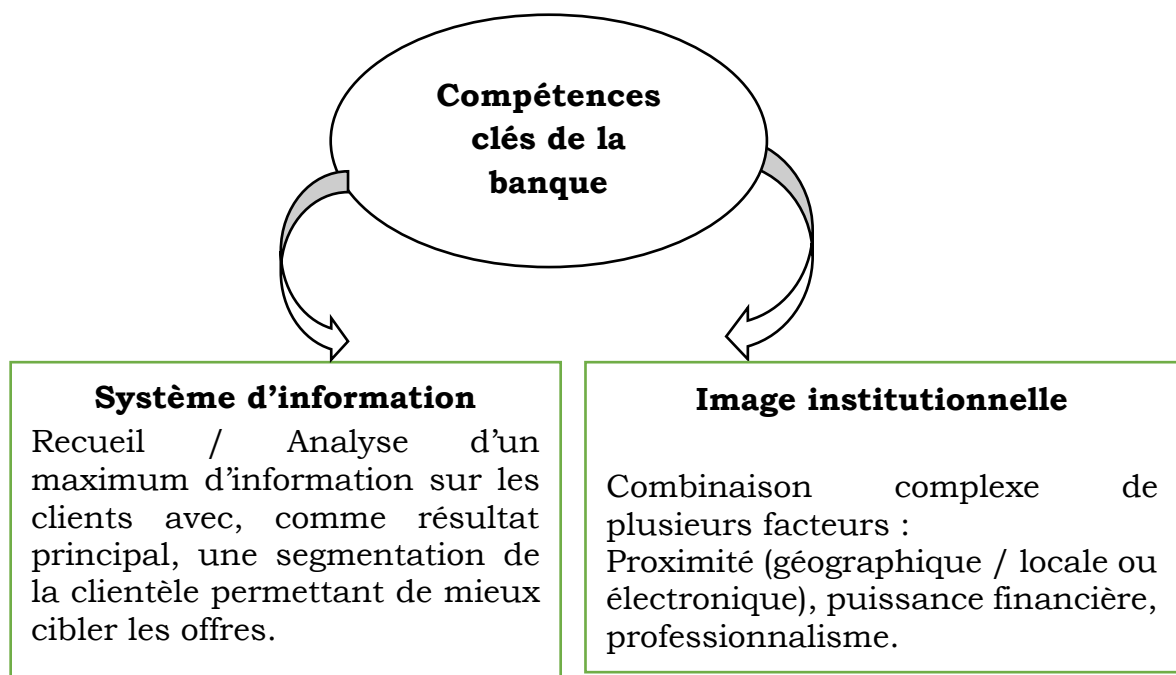 Compétences
clés de la
banque
Système d’information
Recueil / Analyse d’un
maximum d’information sur les
clients avec, comme résultat
principal, une segmentation de
la clientèle permettant de mieux
cibler les offres.
Image institutionnelle
Combinaison complexe de
plusieurs facteurs :
Proximité (géographique / locale ou
électronique), puissance financière,
professionnalisme.